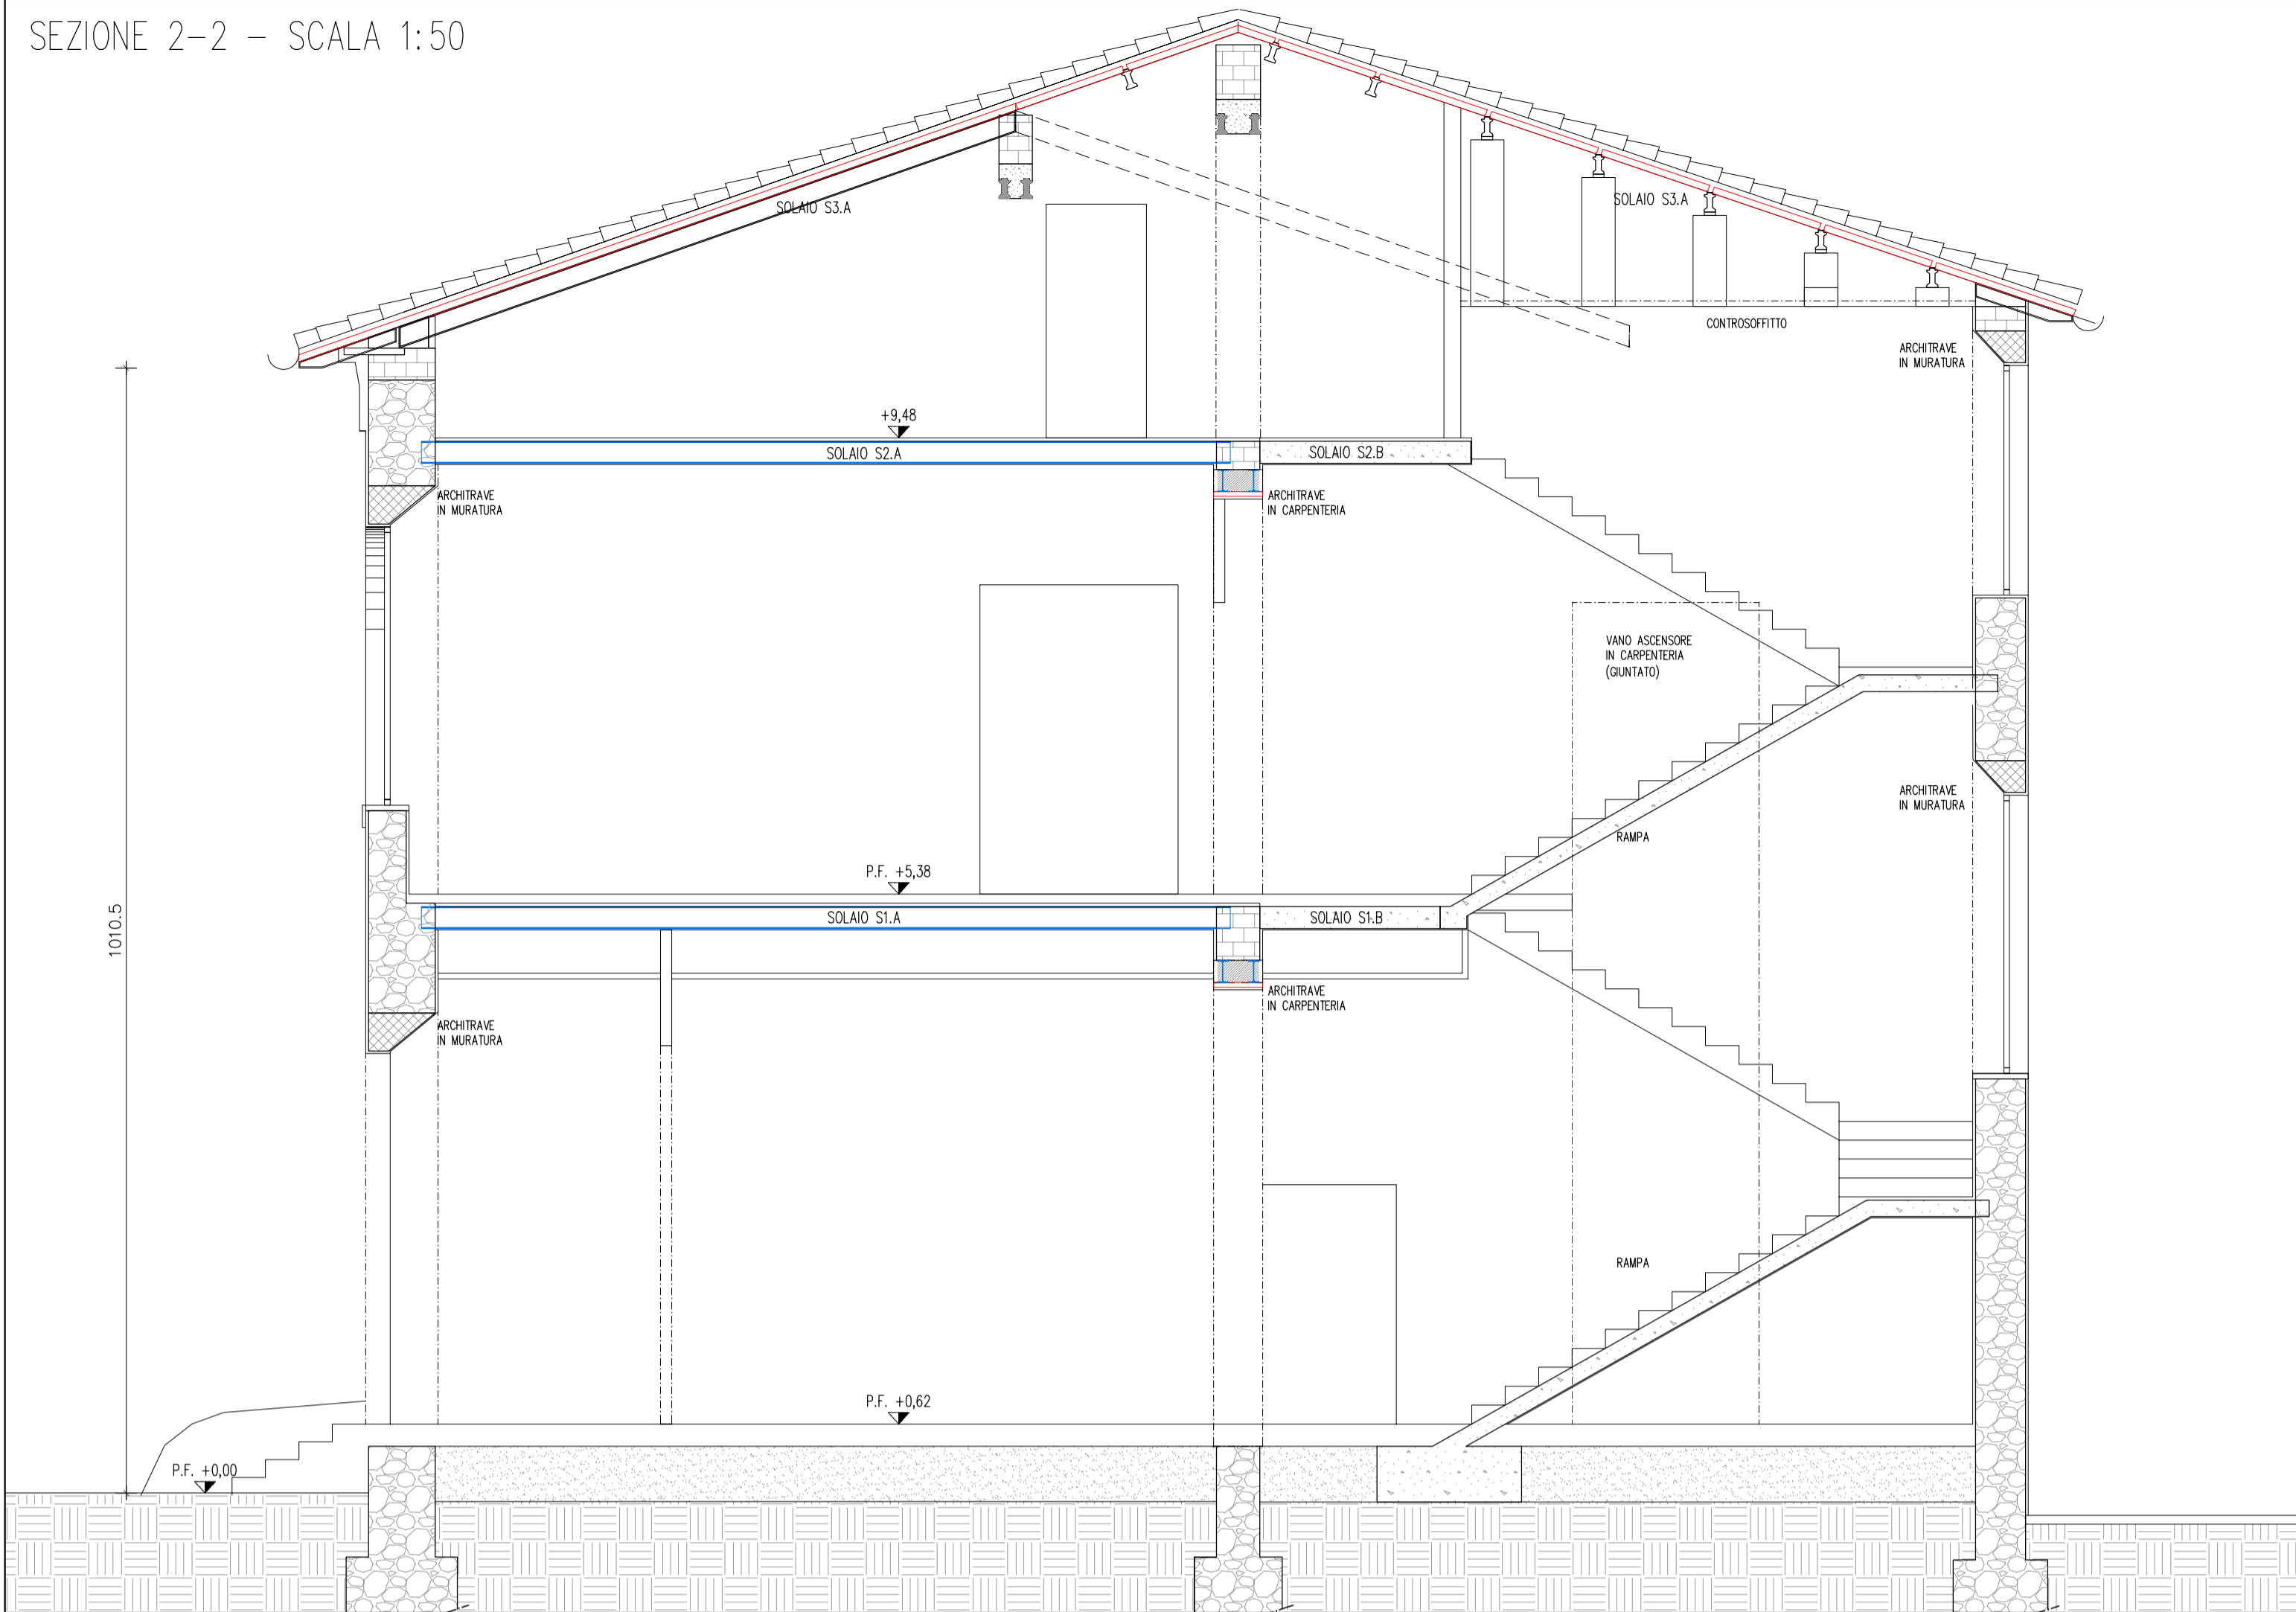 SEZIONE 2-2 - SCALA 1:50
SOLAIO S3.A
SOLAIO S3.A
CONTROSOFFITTO
ARCHITRAVE
IN MURATURA
+9,48
SOLAIO S2.A
SOLAIO S2.B
ARCHITRAVE
IN MURATURA
ARCHITRAVE
IN CARPENTERIA
VANO ASCENSORE
IN CARPENTERIA
(GIUNTATO)
ARCHITRAVE
IN MURATURA
RAMPA
P.F. +5,38
1010.5
SOLAIO S1.A
SOLAIO S1.B
ARCHITRAVE
IN CARPENTERIA
ARCHITRAVE
IN MURATURA
RAMPA
P.F. +0,62
P.F. +0,00